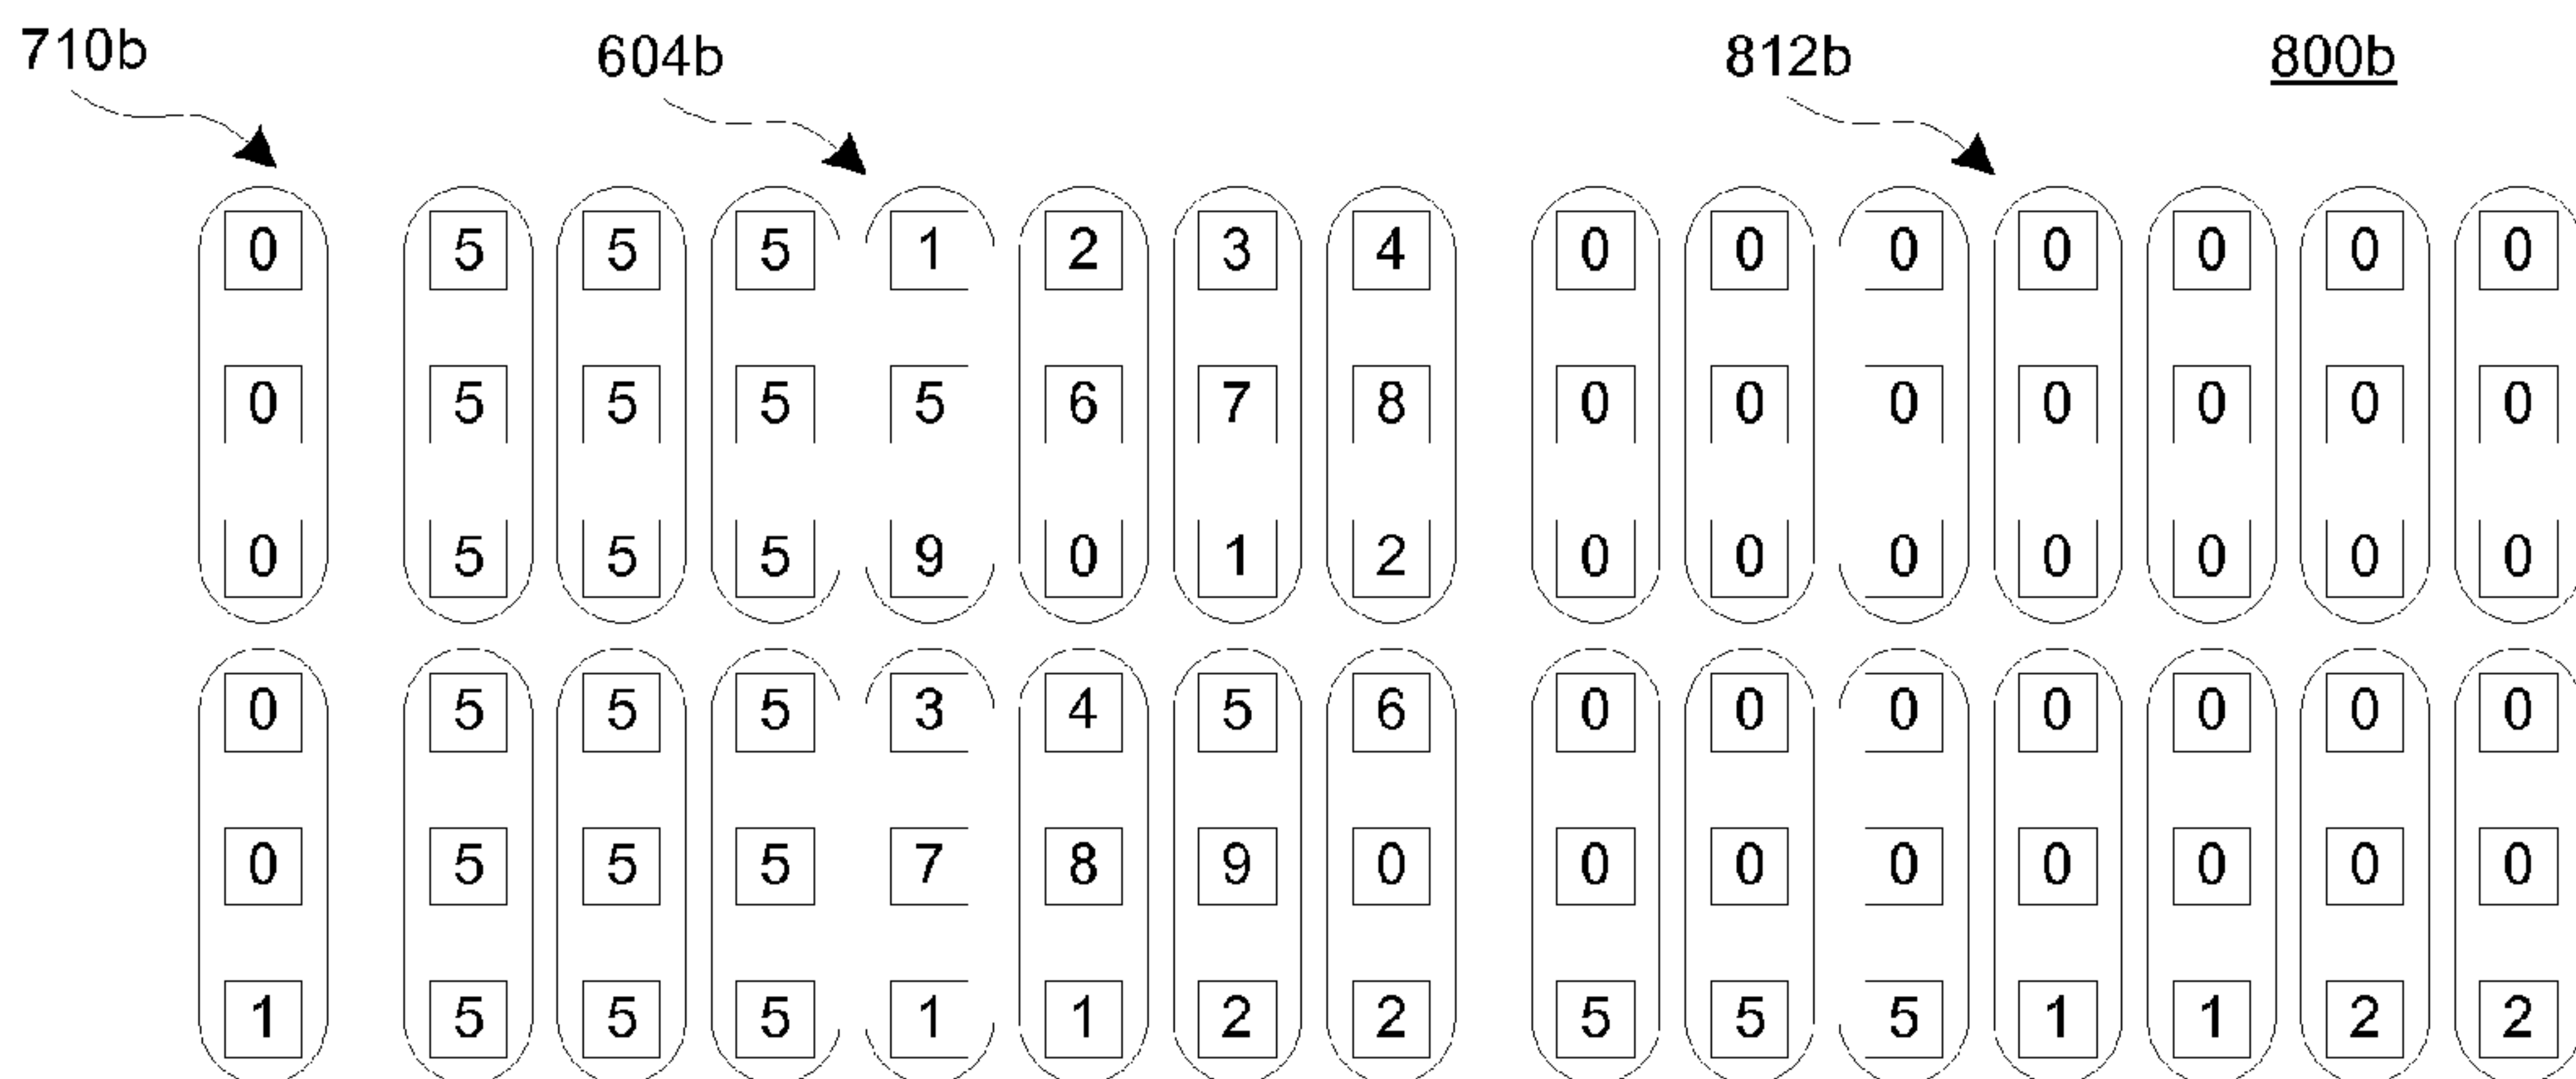 710b 604b 812b 800b
0 5 5 5 1 2 3 4 0 0 0 0 0 0 0
0 5 5 5 5 6 7 8 0 0 0 0 0 0 0
0 5 5 5 9 0 1 2 0 0 0 0 0 0 0
0 5 5 5 3 4 5 6 0 0 0 0 0 0 0
0 5 5 5 7 8 9 0 0 0 0 0 0 0 0
1 5 5 5 1 1 2 2 5 5 5 1 1 2 2